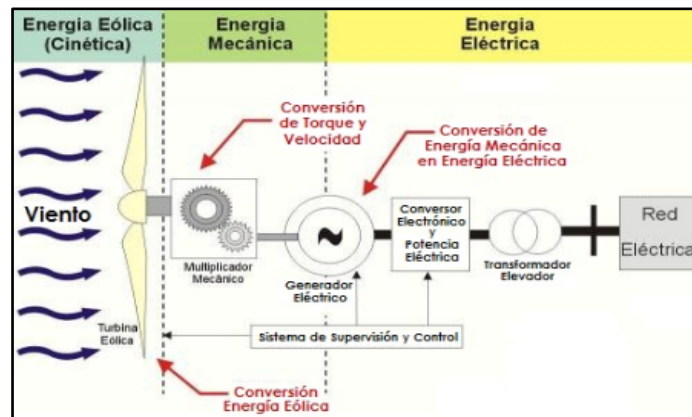 Energia Eólica
(Cinética)
Energia
Mecánica
Energia
Eléctrica
Conversión
de Torque y
Velocidad
Conversión de
Energía Mecánica
en Energía Eléctrica
Viento
Multiplicador
Mecánico
Generador
Eléctrico
Conversor
Electrónico
y
Potencia
Eléctrica
Transformador
Elevador
Red
Eléctrica
Turbina
Eólica
Sistema de Supervisión y Control
Conversión
Energía Eólica